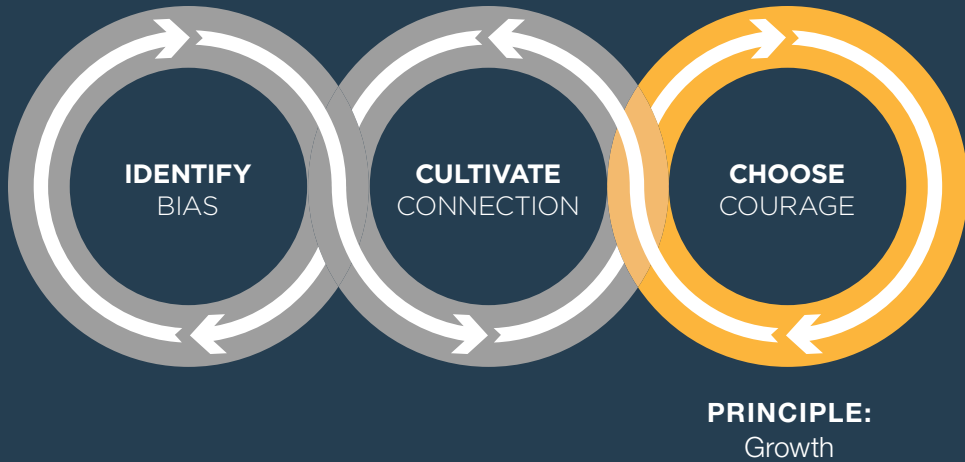 IDENTIFY
BIAS
CULTIVATE
CONNECTION
CHOOSE
COURAGE
PRINCIPLE:
Growth